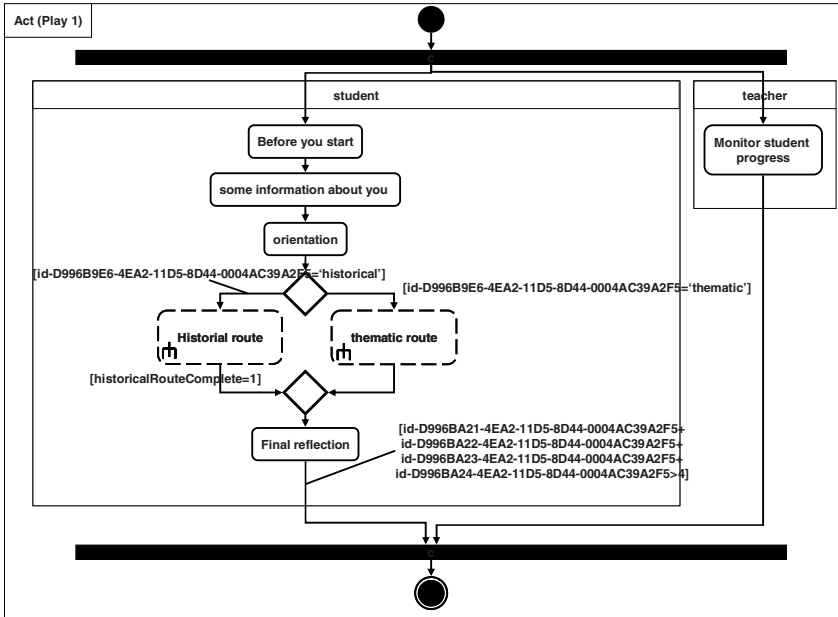 Act (Play 1)
c
student
teacher
Before you start
Monitor student
progress
some information about you
orientation
[id-D996B9E6-4EA2-11D5-8D44-0004AC39A2F5=‘historical’]
[id-D996B9E6-4EA2-11D5-8D44-0004AC39A2F5=‘thematic’]
Historial route
thematic route
[historicalRouteComplete=1]
[id-D996BA21-4EA2-11D5-8D44-0004AC39A2F5+
id-D996BA22-4EA2-11D5-8D44-0004AC39A2F5+
id-D996BA23-4EA2-11D5-8D44-0004AC39A2F5+
id-D996BA24-4EA2-11D5-8D44-0004AC39A2F5>4]
Final reflection
c